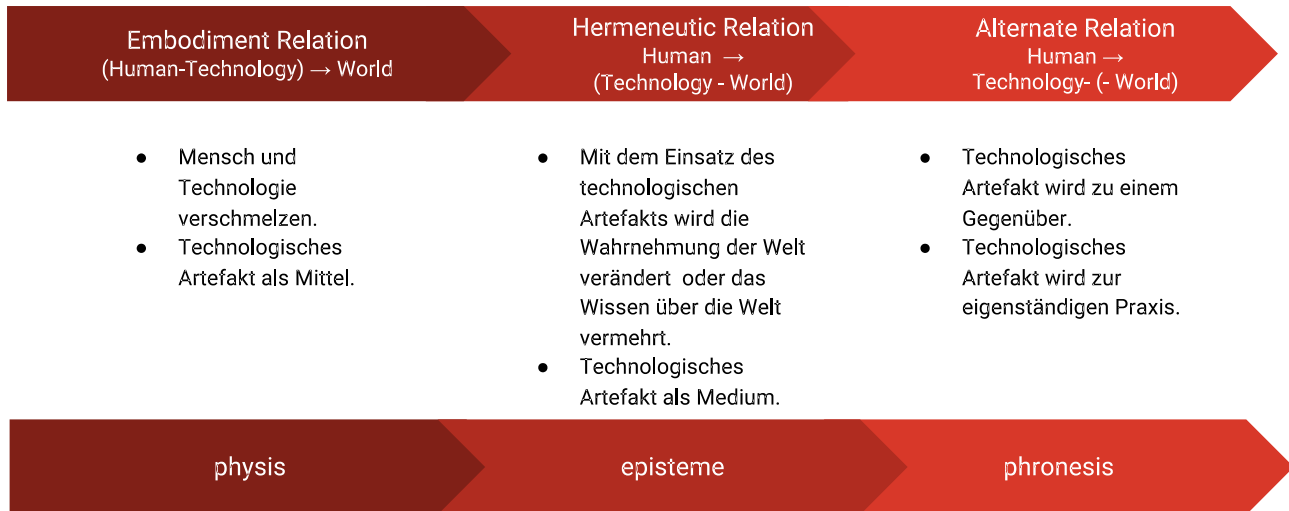 Embodiment Relation
(Human-Technology) → World
Hermeneutic Relation
Human →
(Technology - World)
Alternate Relation
Human →
Technology- (- World)
● Mensch und
Technologie
verschmelzen.
● Technologisches
Artefakt als Mittel.
● Mit dem Einsatz des
technologischen
Artefakts wird die
Wahrnehmung der Welt
verändert oder das
Wissen über die Welt
vermehrt.
● Technologisches
Artefakt als Medium.
● Technologisches
Artefakt wird zu einem
Gegenüber.
● Technologisches
Artefakt wird zur
eigenständigen Praxis.
physis
episteme
phronesis